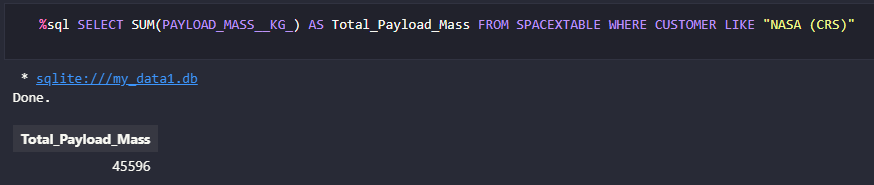 %sql SELECT SUM(PAYLOAD_MASS__KG_) AS Total_Payload_Mass FROM SPACEXTABLE WHERE CUSTOMER LIKE "NASA (CRS)"
* sqlite:///my_data1.db
Done.
Total_Payload_Mass
45596